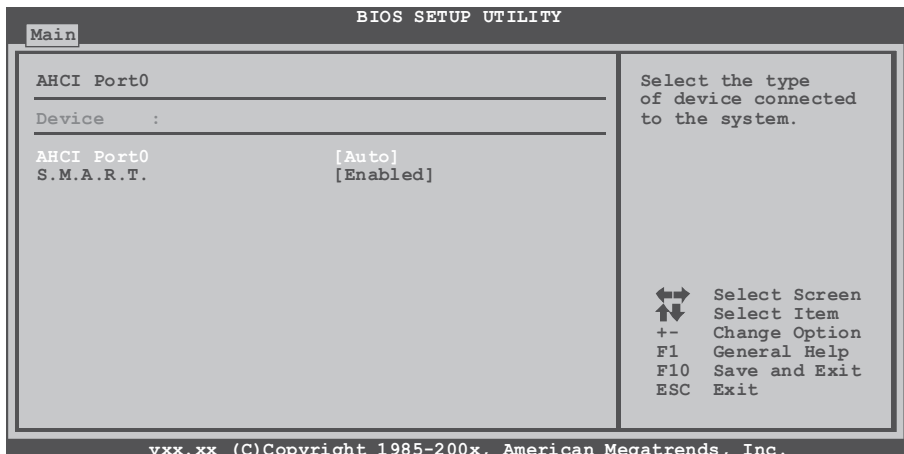 BIOS SETUP UTILITY
Main
AHCI Port0
Device :
AHCI Port0 [Auto]
S.M.A.R.T. [Enabled]
Select the type
of device connected
to the system.
Select Screen
Select Item
+- Change Option
F1 General Help
F10 Save and Exit
ESC Exit
vxx.xx (C)Copyright 1985-200x, American Megatrends, Inc.